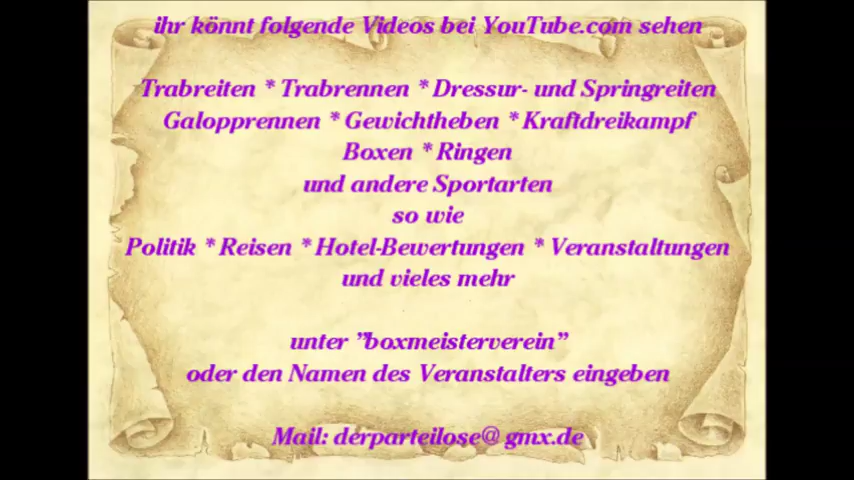 ihr könnt folgende Videos bei YouTube.com sehen
Trabreiten * Trabrennen * Dressur- und Springreiten
Galopprennen * Gewichtheben * Kraftdreikampf
Boxen * Ringen
und andere Sportarten
so wie
Politik * Reisen * Hotel-Bewertungen * Veranstaltungen
und vieles mehr
unter "boxmeisterverein"
oder den Namen des Veranstalters eingeben
Mail: derparteilose@gmx.de